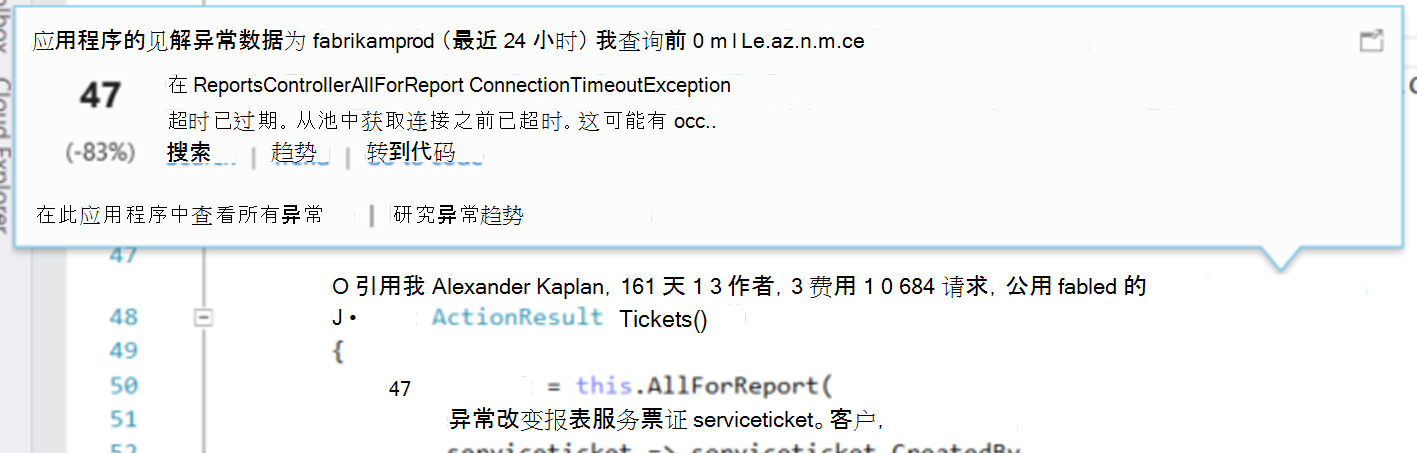 应用程序的见解异常数据为 fabrikamprod（最近 24 小时）我查询前 0 m l Le.az.n.m.ce
47
在 ReportsControllerAllForReport ConnectionTimeoutException
超时已过期。从池中获取连接之前已超时。这可能有 occ..
(-83%) 搜索 | 趋势 | 转到代码
在此应用程序中查看所有异常 | 研究异常趋势
Cloud Explorer
47
O 引用我 Alexander Kaplan，161 天 1 3 作者，3 费用 1 0 684 请求，公用 fabled 的
48 J • ActionResult Tickets()
49 {
50 47 = this.AllForReport(
51 异常改变报表服务票证 serviceticket。客户，
52 serviceticket => serviceticket.CreatedBy